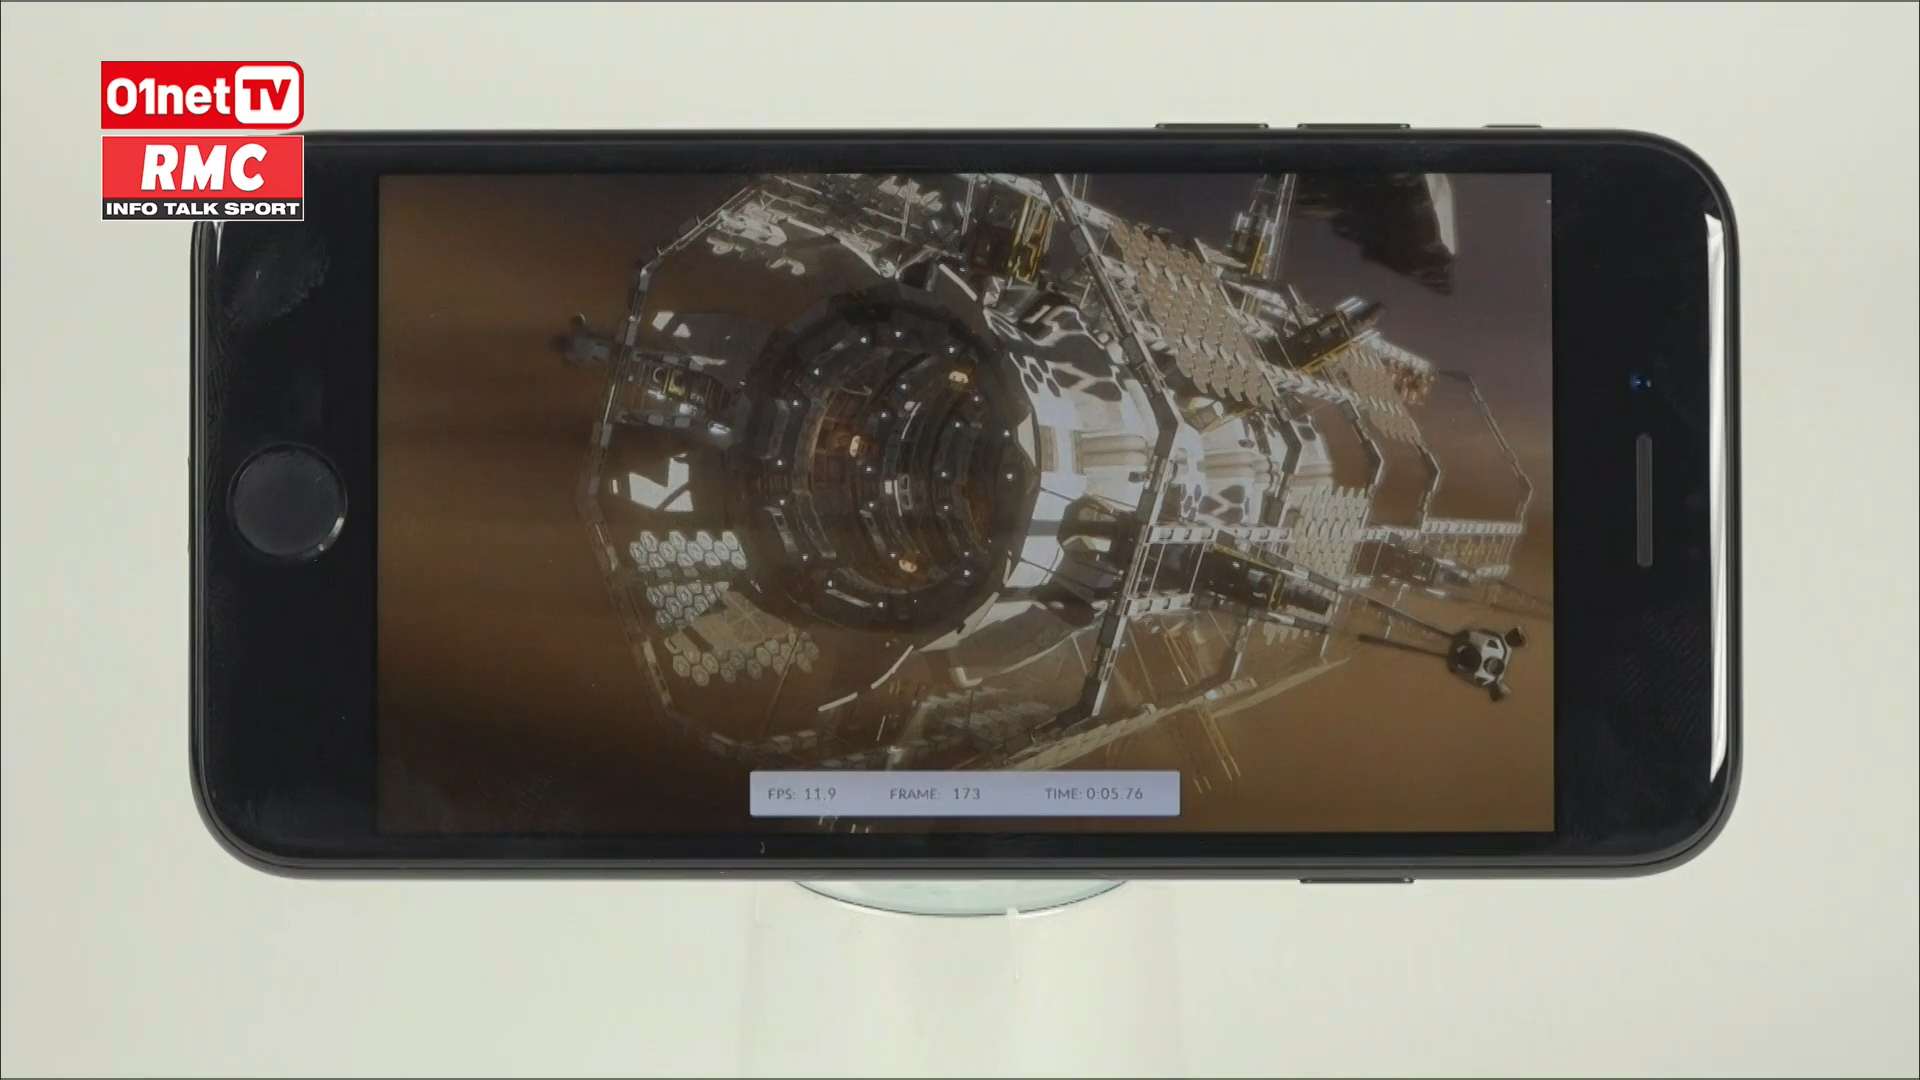 01net TV
RMC
INFO TALK SPORT
FPS: 11.9 FRAME: 173 TIME: 0:05.76